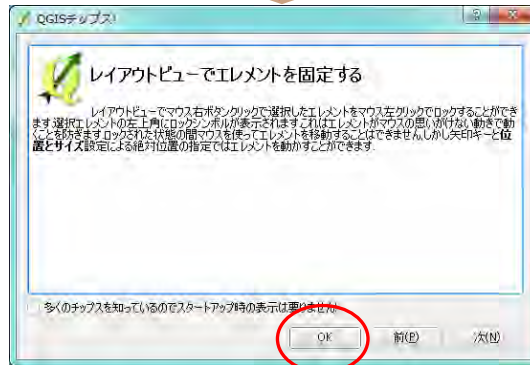 QGISチップス!
レイアウトビューでエレメントを固定する
レイアウトビューでマウス右ボタンクリックで選択したエレメントをマウス左クリックでロックすることができ
ます.選択エレメントの左上角にロックシンボルが表示されます.これはエレメントがマウスの思いがけない動きで動
くことを防ぎます.ロックされた状態の間マウスを使ってエレメントを移動することはできません.しかし矢印キーと位
置とサイズ設定による絶対位置の指定ではエレメントを動かすことができます.
多くのチップスを知っているのでスタートアップ時の表示は要りません!
OK
前(P)
次(N)